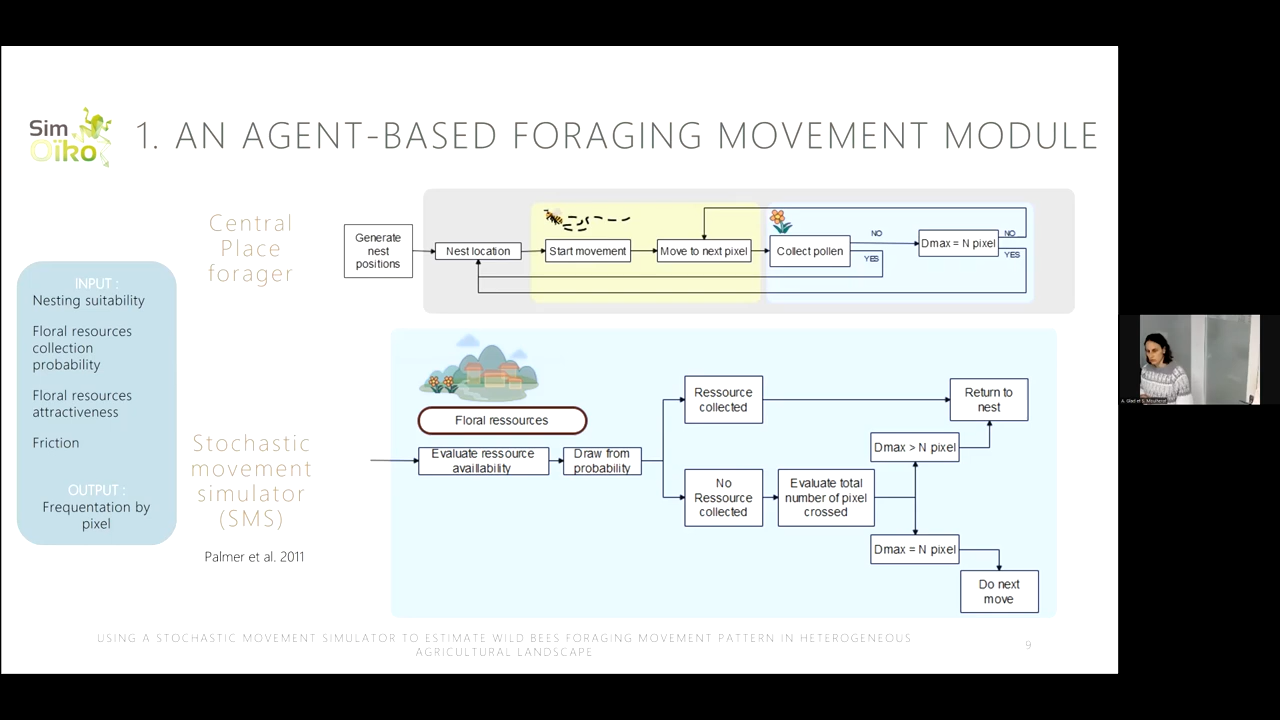 Sim
Oïko
1. AN AGENT-BASED FORAGING MOVEMENT MODULE
Central
Place
forager
Generate
nest
positions
Nest location
Start movement
Move to next pixel
Collect pollen
NO
YES
Dmax = N pixel
NO
YES
INPUT :
Nesting suitability
Floral resources
collection
probability
Floral resources
attractiveness
Friction
OUTPUT :
Frequentation by
pixel
Stochastic
movement
simulator
(SMS)
Palmer et al. 2011
Floral ressources
Evaluate ressource
availability
Draw from
probability
Ressource
collected
No
Ressource
collected
Evaluate total
number of pixel
crossed
Return to
nest
Dmax > N pixel
Dmax = N pixel
Do next
move
USING A STOCHASTIC MOVEMENT SIMULATOR TO ESTIMATE WILD BEES FORAGING MOVEMENT PATTERN IN HETEROGENEOUS
AGRICULTURAL LANDSCAPE
9